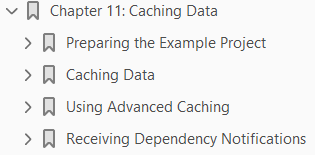 Chapter 11: Caching Data
Preparing the Example Project
Caching Data
Using Advanced Caching
Receiving Dependency Notifications